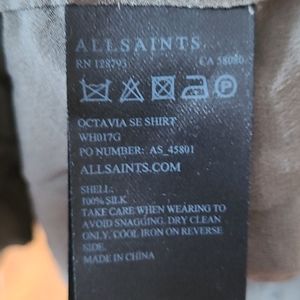 ALLSAINTS
RN 128793 CA 58080
OCTAVIA SE SHIRT
WH017G
PO NUMBER: AS_45801
ALLSAINTS.COM
SHELL:
100% SILK
TAKE CARE WHEN WEARING TO
AVOID SNAGGING. DRY CLEAN
ONLY. COOL IRON ON REVERSE
SIDE.
MADE IN CHINA